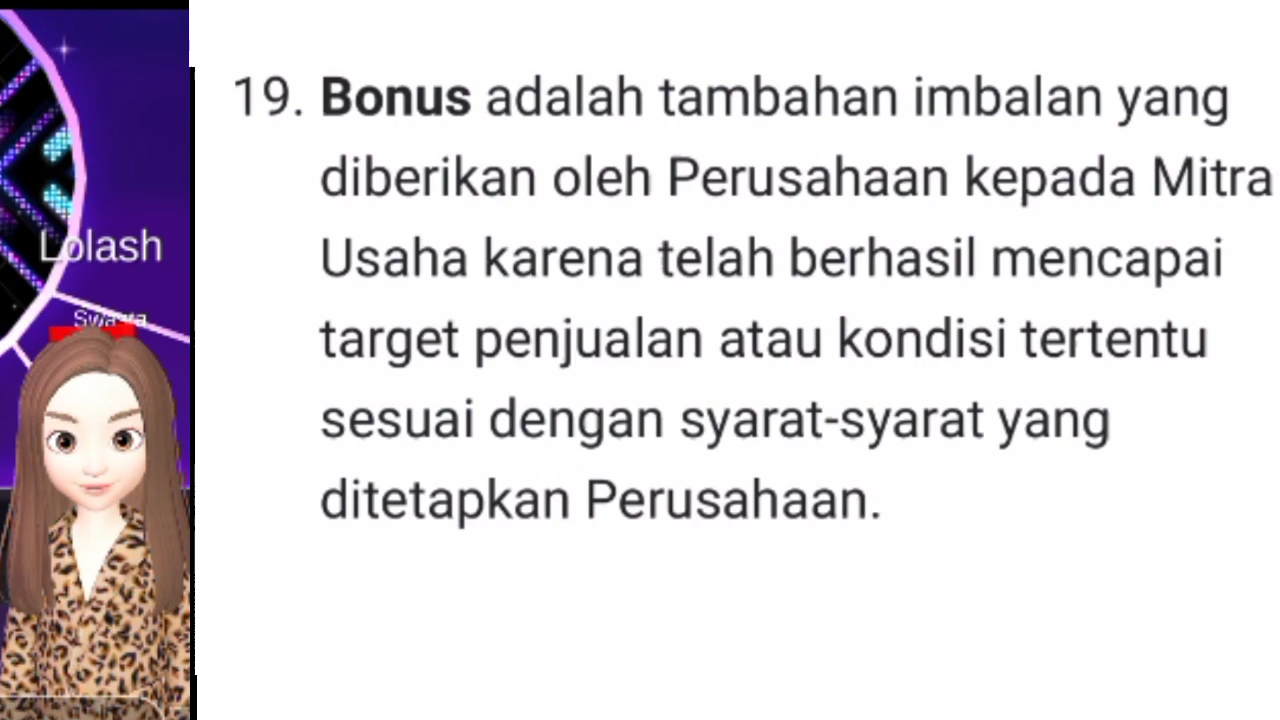 Lolash
19. Bonus adalah tambahan imbalan yang
diberikan oleh Perusahaan kepada Mitra
Usaha karena telah berhasil mencapai
target penjualan atau kondisi tertentu
sesuai dengan syarat-syarat yang
ditetapkan Perusahaan.